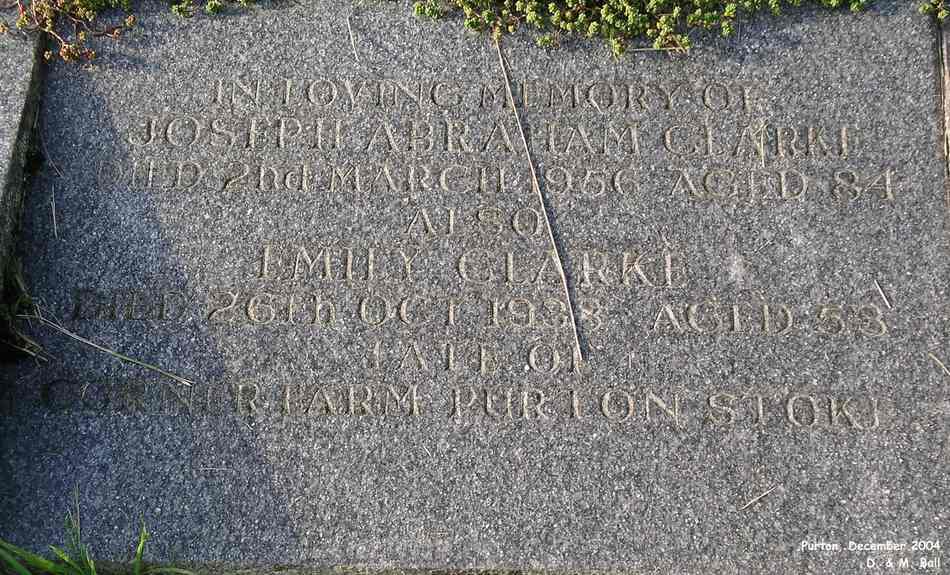 IN LOVING MEMORY OF
JOSEPH ABRAHAM CLARKE
DIED 2nd MARCH 1956 AGED 84
ALSO
EMILY CLARKE
DIED 26th OCT 1938 AGED 53
LATE OF
CORNER FARM PURTON STOKE
Purton, December 2004
D. & M. Ball